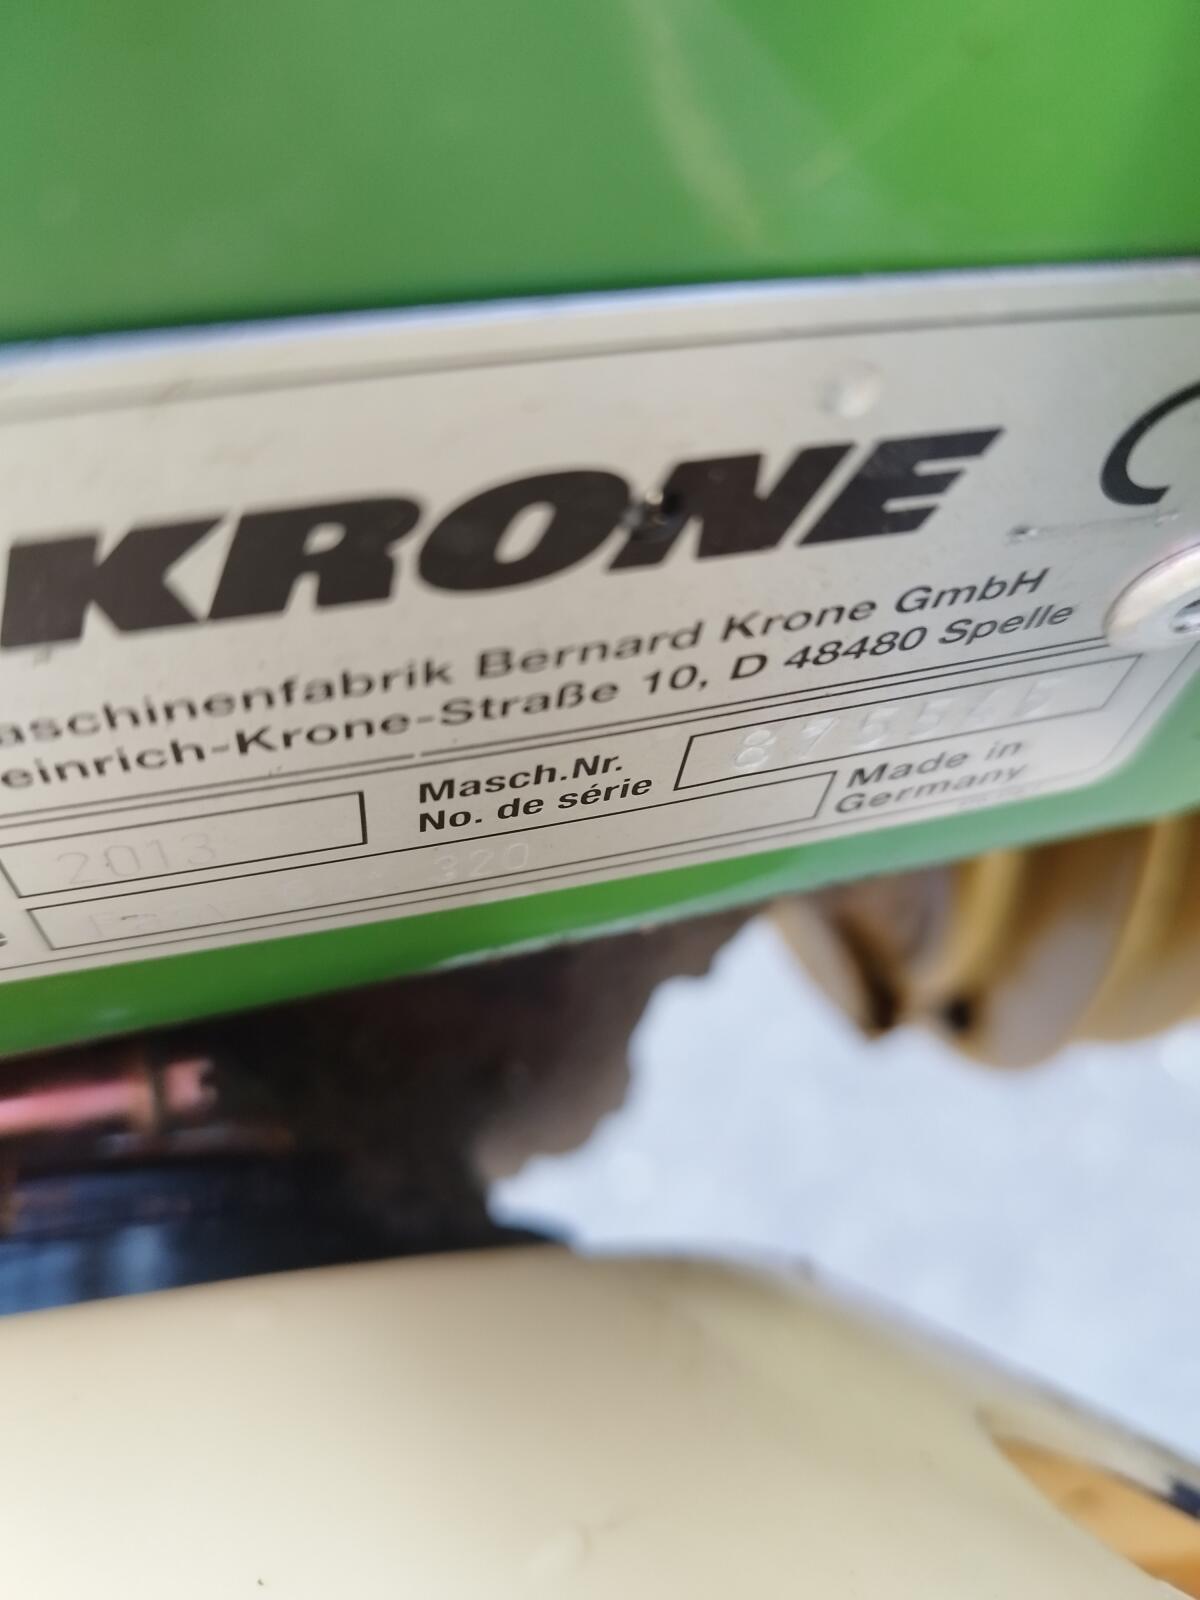 KRONE
aschinenfabrik Bernard Krone GmbH
einrich-Krone-Straße 10, D 48480 Spelle
2013
Masch.Nr.
No. de série
Made in
Germany
e
320